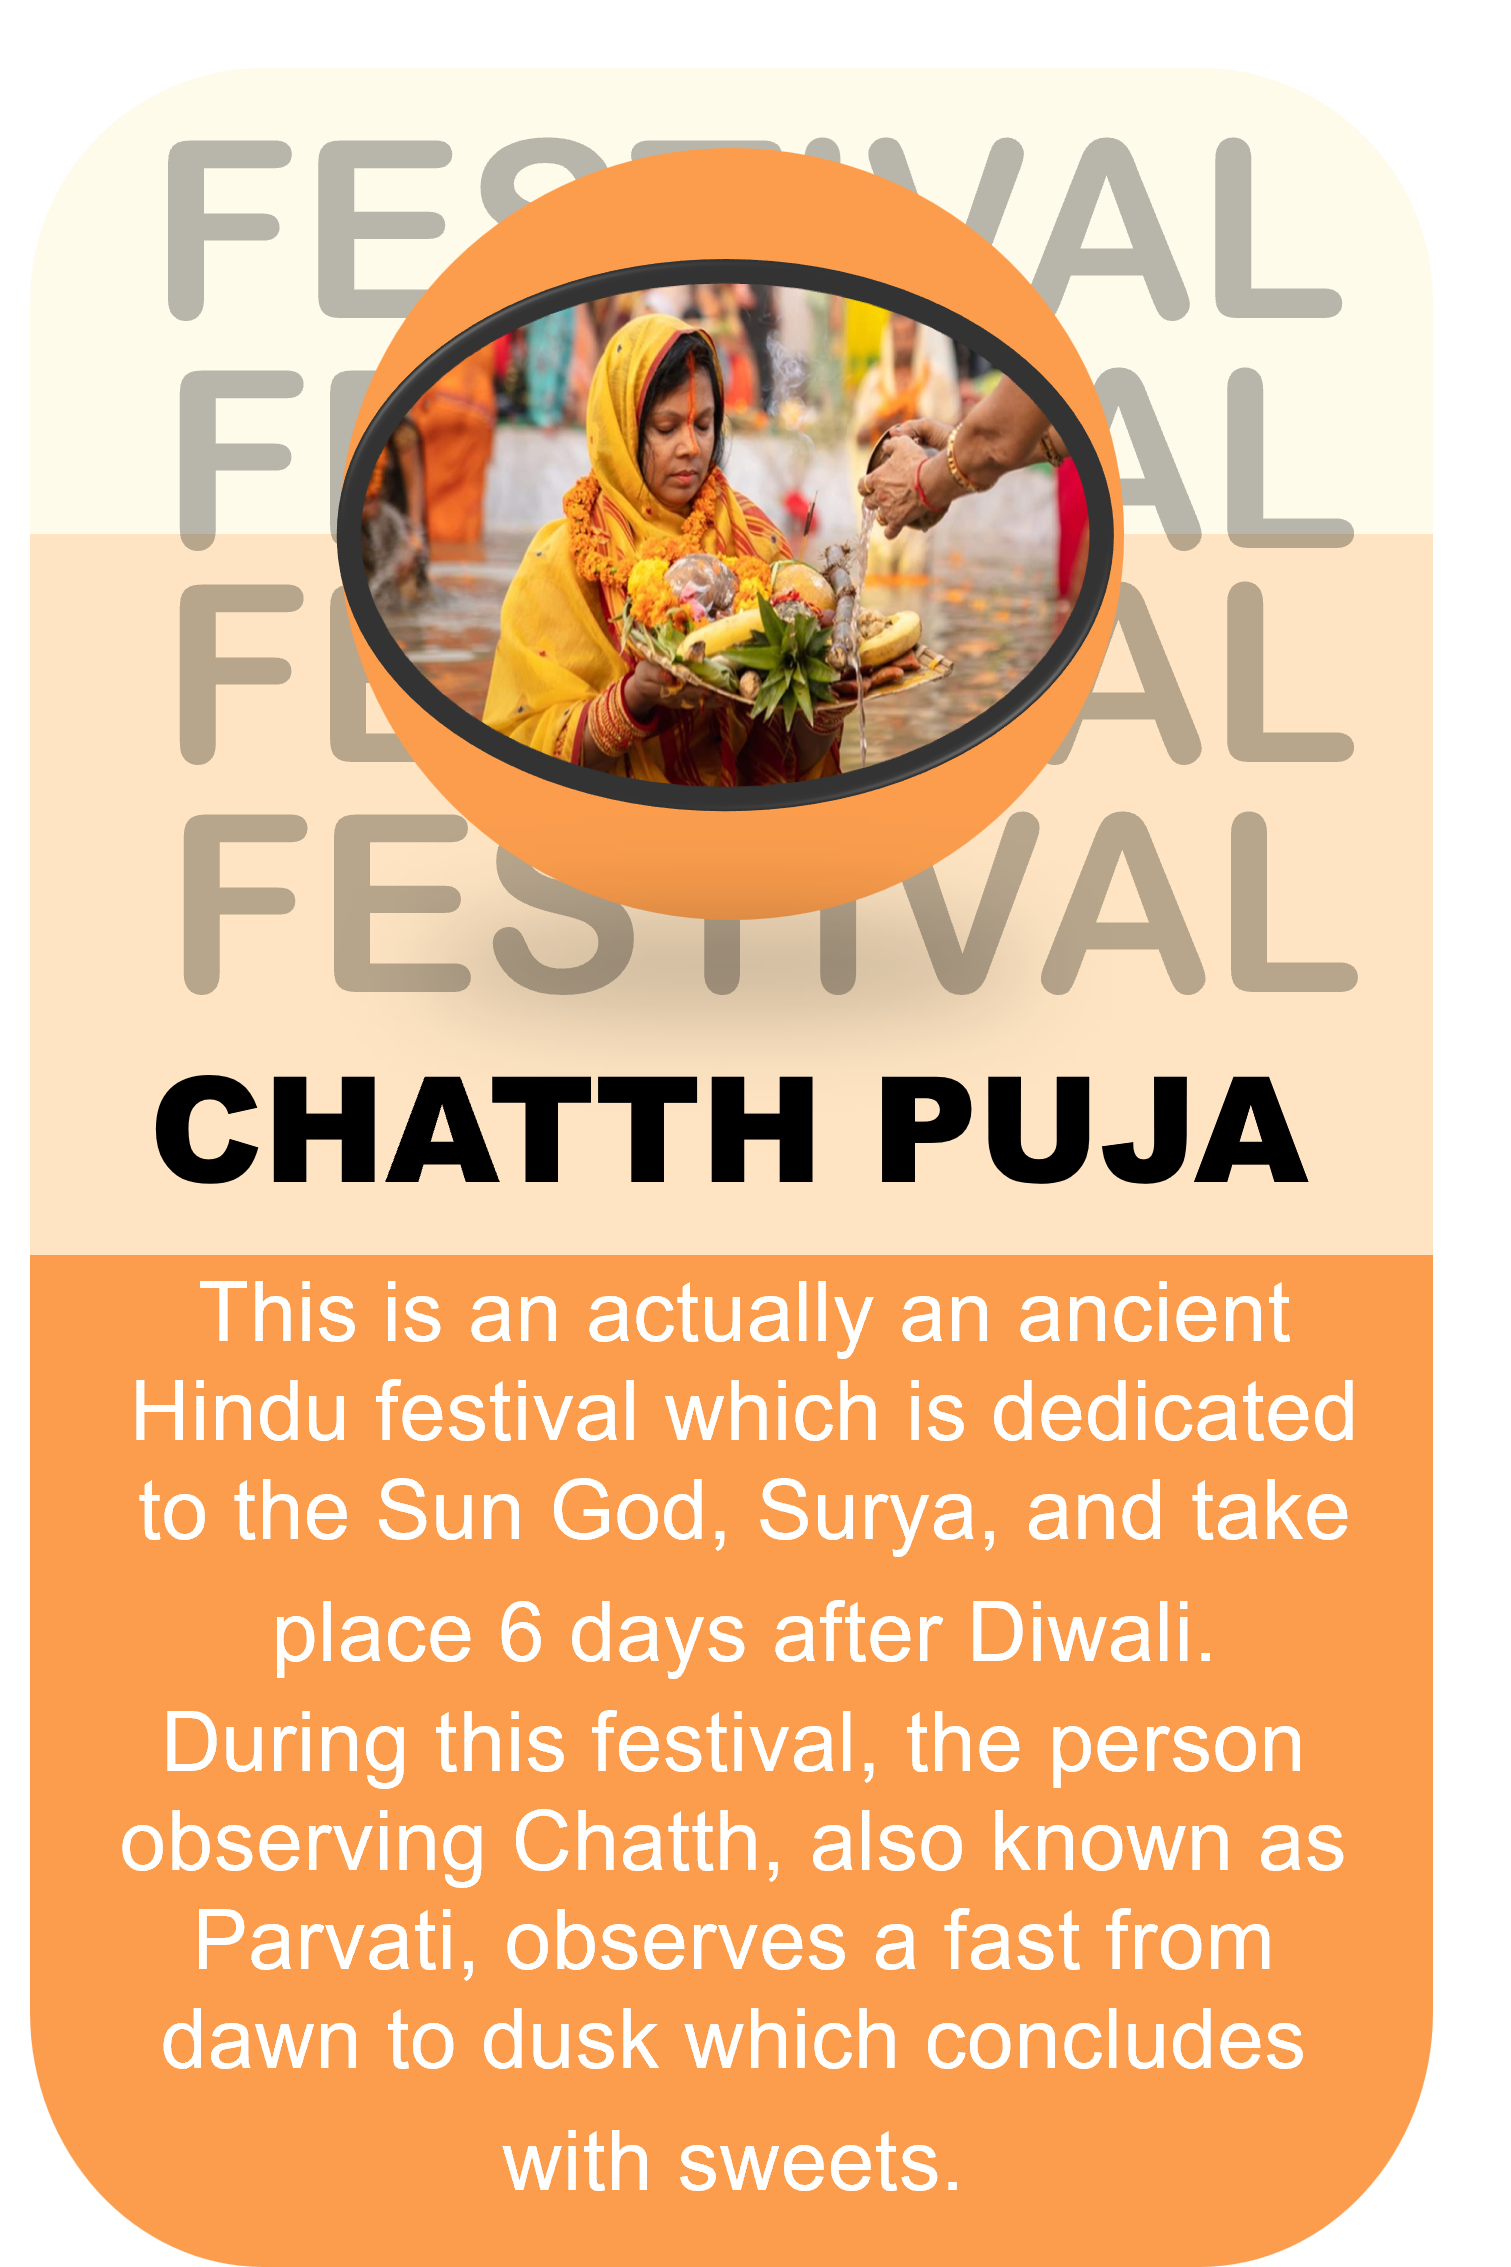 FESTIVAL
FESTIVAL
CHATTH PUJA
This is an actually an ancient
Hindu festival which is dedicated
to the Sun God, Surya, and take
place 6 days after Diwali.
During this festival, the person
observing Chatth, also known as
Parvati, observes a fast from
dawn to dusk which concludes
with sweets.